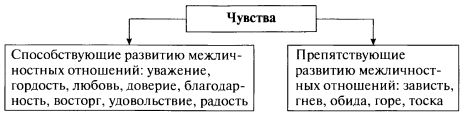 Чувства
Способствующие развитию межлич-
ностных отношений: уважение,
гордость, любовь, доверие, благодар-
ность, восторг, удовольствие, радость
Препятствующие
развитию межличност-
ных отношений: зависть,
гнев, обида, горе, тоска